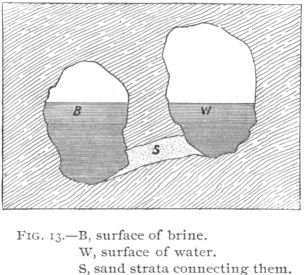 B
W
S
FIG. 13.—B, surface of brine.
W, surface of water.
S, sand strata connecting them.